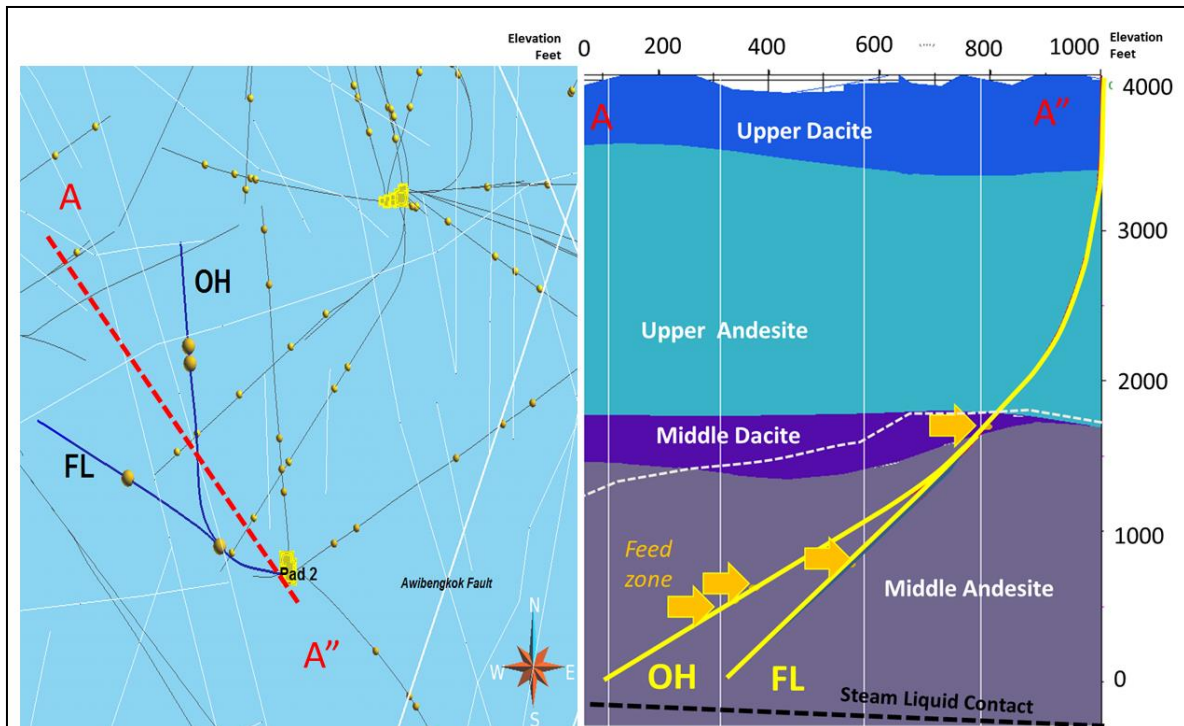 Elevation
Feet
0 200 400 600 800 1000
Elevation
Feet
A
OH
FL
Pad 2
Awibengkok Fault
A”
N
W E
S
A A”
4000
Upper Dacite
3000
Upper Andesite
2000
Middle Dacite
1000
Feed
zone
Middle Andesite
OH FL
0
Steam Liquid Contact